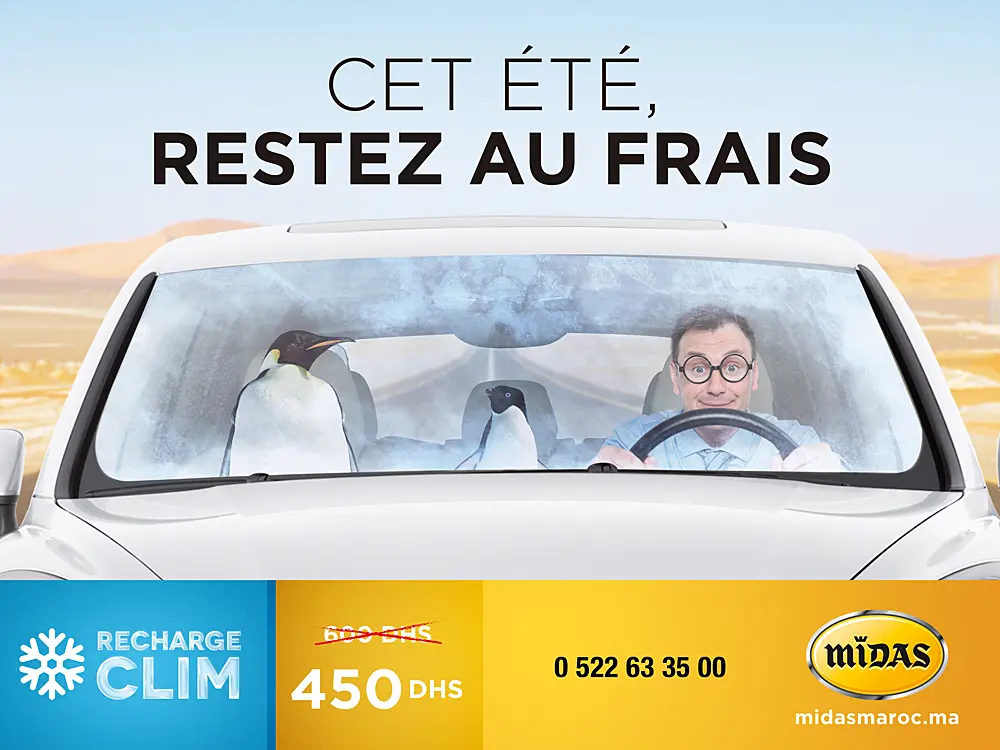 CET ÉTÉ,
RESTEZ AU FRAIS
RECHARGE
CLIM
600 DHS
450 DHS
0 522 63 35 00
MIDAS
midasmaroc.ma